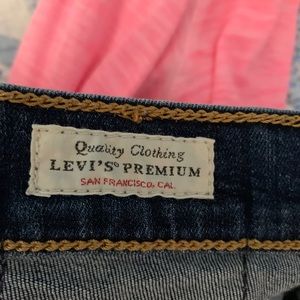 Quality Clothing
LEVI'S® PREMIUM
SAN FRANCISCO, CAL